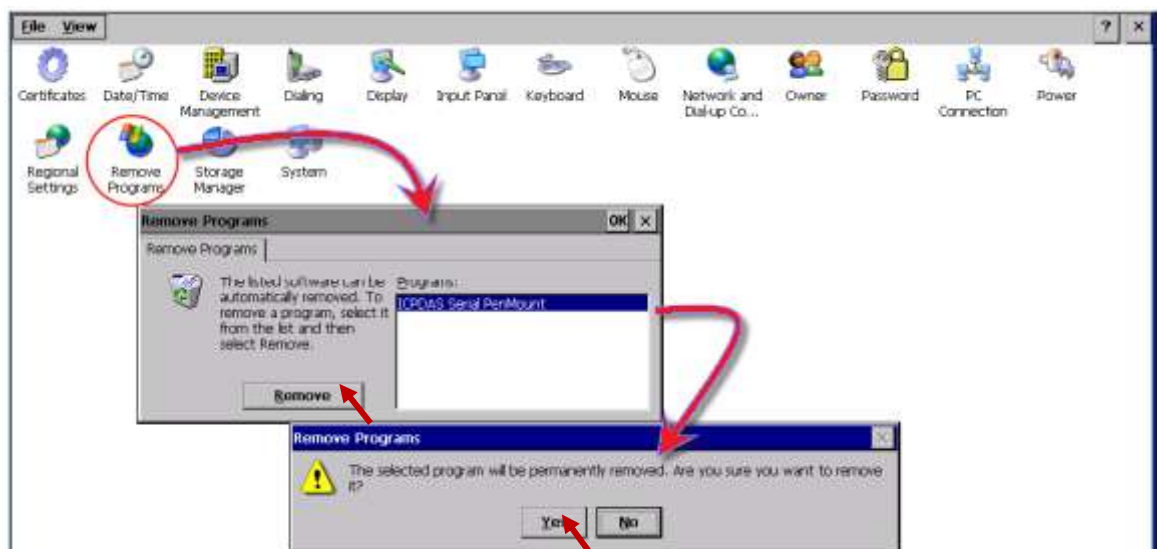 File View ? ×
Certificates Date/Time Device Management Dialing Display Input Panel Keyboard Mouse Network and Dial-up Co... Owner Password PC Connection Power
Regional Settings Remove Programs Storage Manager System
Remove Programs OK ×
Remove Programs
The listed software can be
automatically removed. To
remove a program, select it
from the list and then
select Remove.
Programs:
ICPDAS Serial PenMount
Remove
Remove Programs ×
The selected program will be permanently removed. Are you sure you want to remove
it?
Yes No